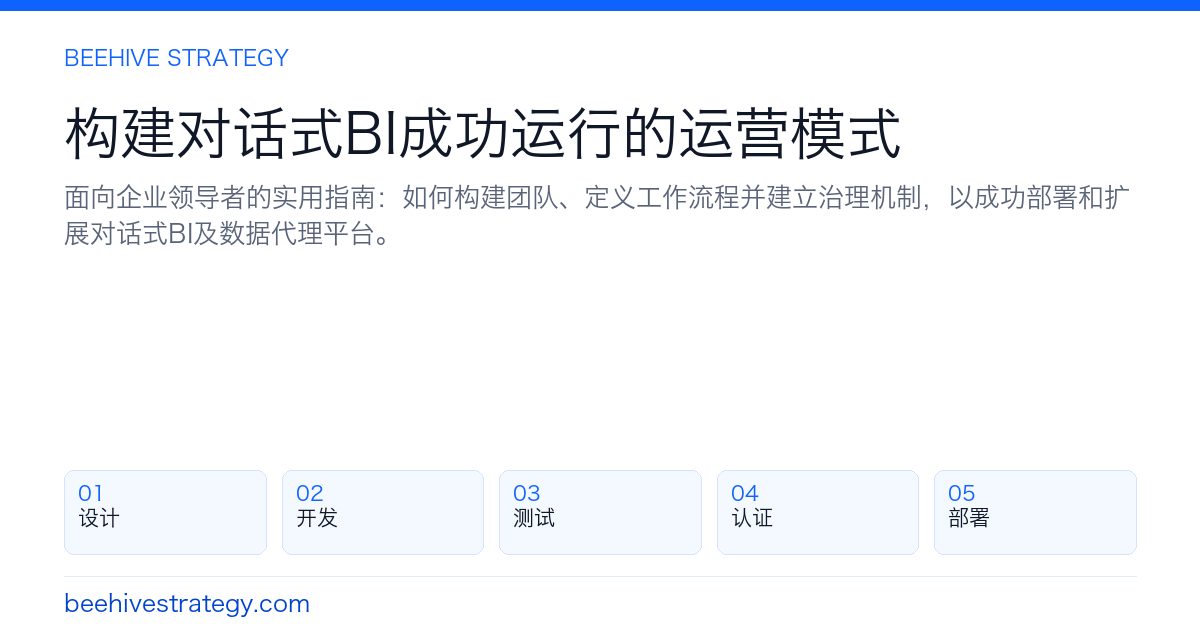 BEEHIVE STRATEGY
构建对话式BI成功运行的运营模式
面向企业领导者的实用指南：如何构建团队、定义工作流程并建立治理机制，以成功部署和扩
展对话式BI及数据代理平台。
01
设计
02
开发
03
测试
04
认证
05
部署
beehivestrategy.com